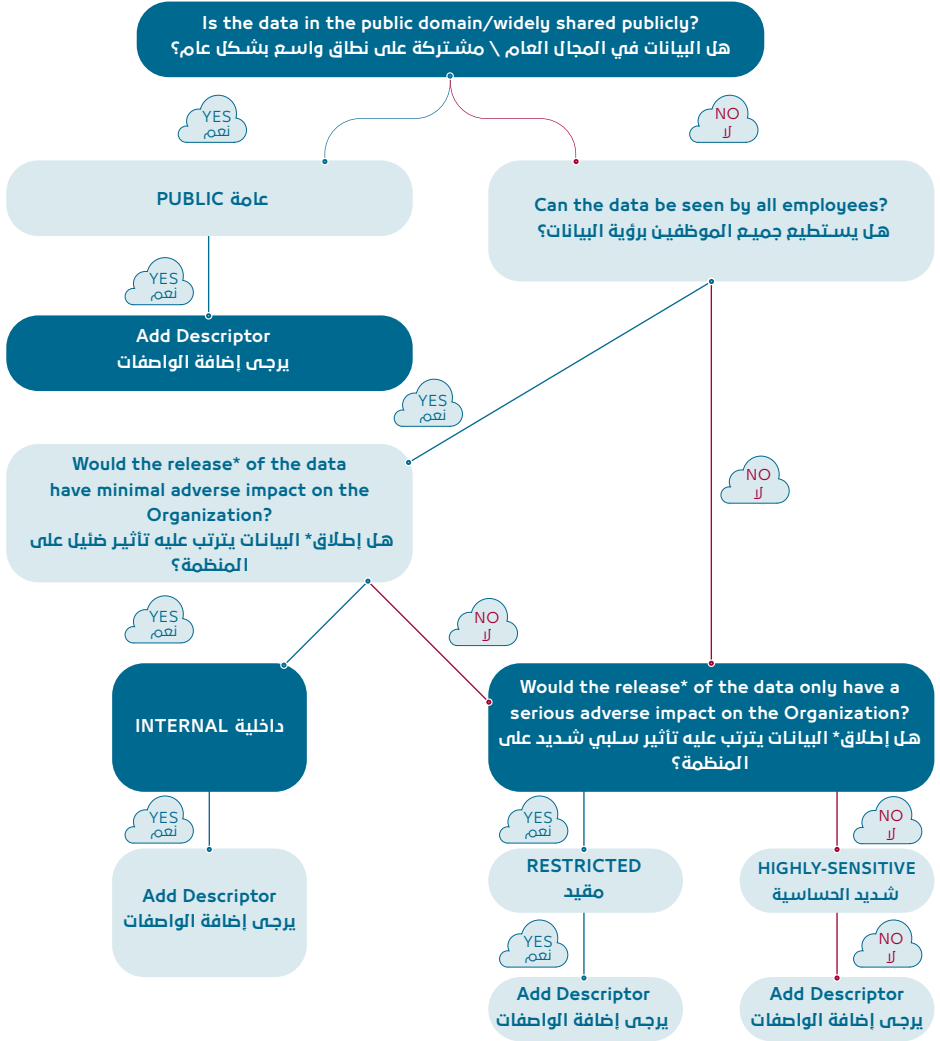 Is the data in the public domain/widely shared publicly?
هل البيانات في المجال العام \ مشتركة على نطاق واسع بشكل عام؟
YES
نعم
NO
لا
PUBLIC عامة
Can the data be seen by all employees?
هل يستطيع جميع الموظفين برؤية البيانات؟
YES
نعم
Add Descriptor
يرجى إضافة الواصفات
YES
نعم
Would the release* of the data
have minimal adverse impact on the
Organization?
هل إطلاق* البيانات يترتب عليه تأثير ضئيل على
المنظمة؟
NO
لا
YES
نعم
NO
لا
INTERNAL داخلية
Would the release* of the data only have a
serious adverse impact on the Organization?
هل إطلاق* البيانات يترتب عليه تأثير سلبي شديد على
المنظمة؟
YES
نعم
YES
نعم
NO
لا
Add Descriptor
يرجى إضافة الواصفات
RESTRICTED
مقيد
HIGHLY-SENSITIVE
شديد الحساسية
YES
نعم
NO
لا
Add Descriptor
يرجى إضافة الواصفات
Add Descriptor
يرجى إضافة الواصفات